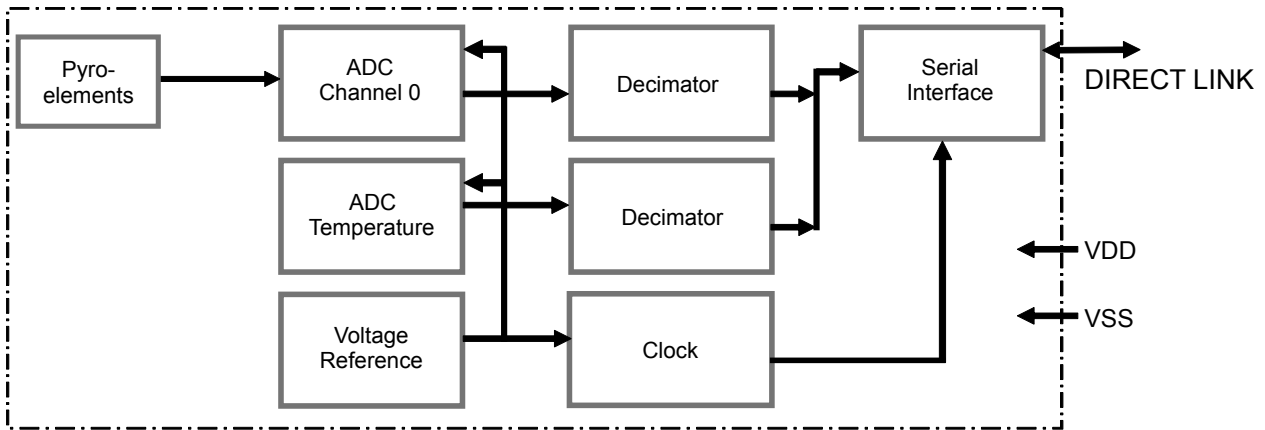 Pyro-
elements
ADC
Channel 0
Decimator
Serial
Interface
DIRECT LINK
ADC
Temperature
Decimator
VDD
VSS
Voltage
Reference
Clock